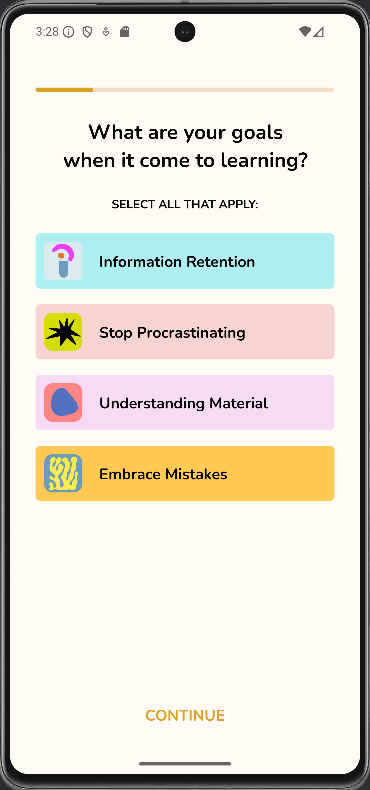 3:28
What are your goals
when it come to learning?
SELECT ALL THAT APPLY:
Information Retention
Stop Procrastinating
Understanding Material
Embrace Mistakes
CONTINUE